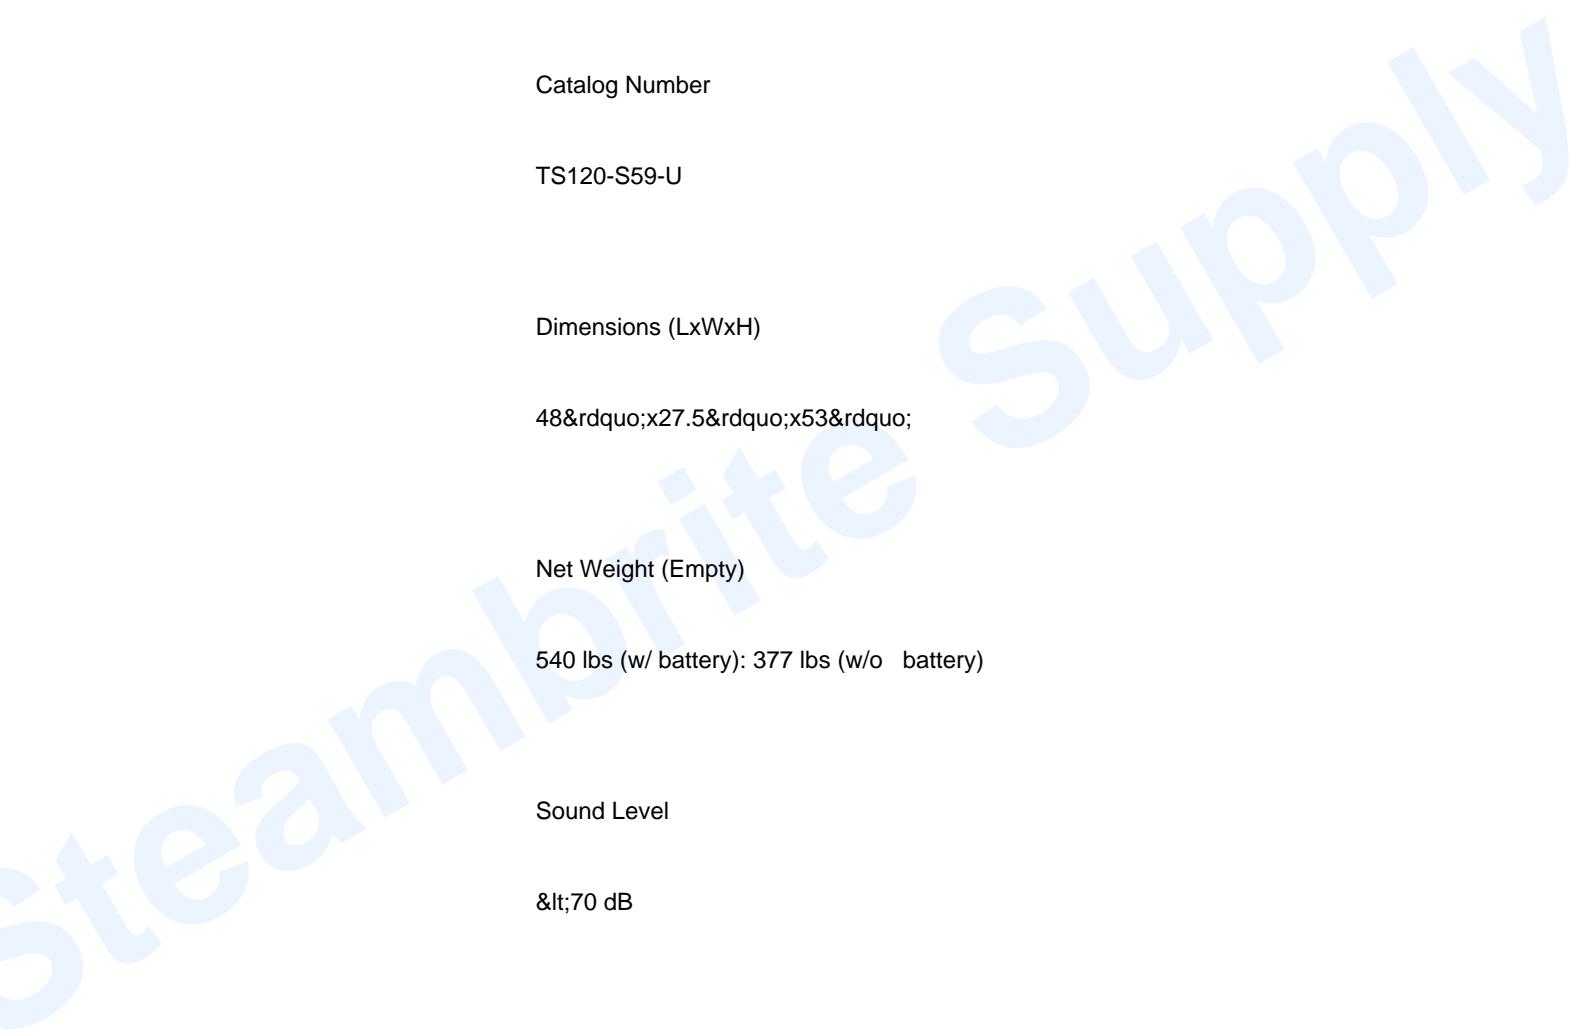 Catalog Number
TS120-S59-U
Dimensions (LxWxH)
48&rdquo;x27.5&rdquo;x53&rdquo;
Net Weight (Empty)
540 lbs (w/ battery): 377 lbs (w/o   battery)
Sound Level
&lt;70 dB
Steambrite Supply